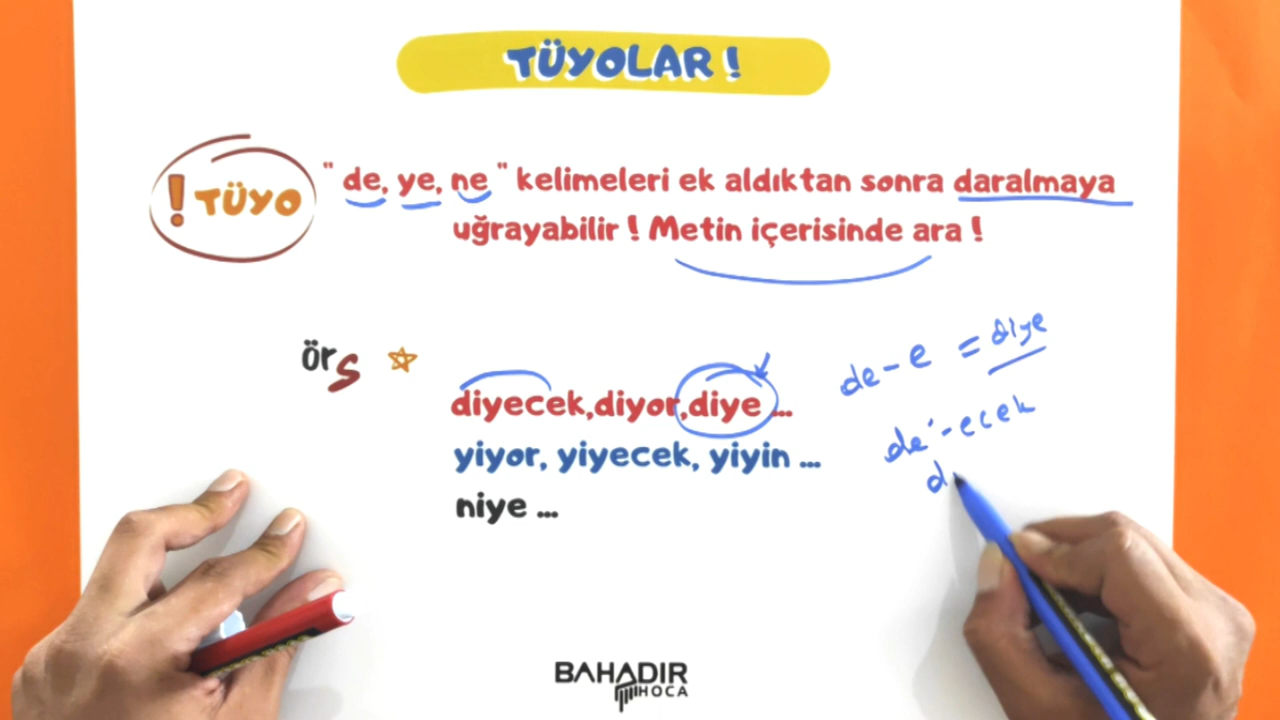 TÜYOLAR !
! TÜYO
" de, ye, ne " kelimeleri ek aldıktan sonra daralmaya
uğrayabilir ! Metin içerisinde ara !
örs
diyecek,diyor,diye ...
yiyor, yiyecek, yiyin ...
niye ...
de-e = diye
de-ecek
d
BAHADIR
HOCA